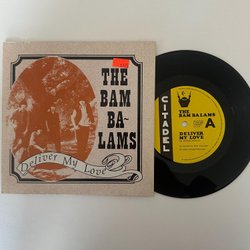 THE
BAM
BA~
LAMS
Deliver My Love
CITADEL
THE
BAM BALAMS
A
DELIVER
MY LOVE